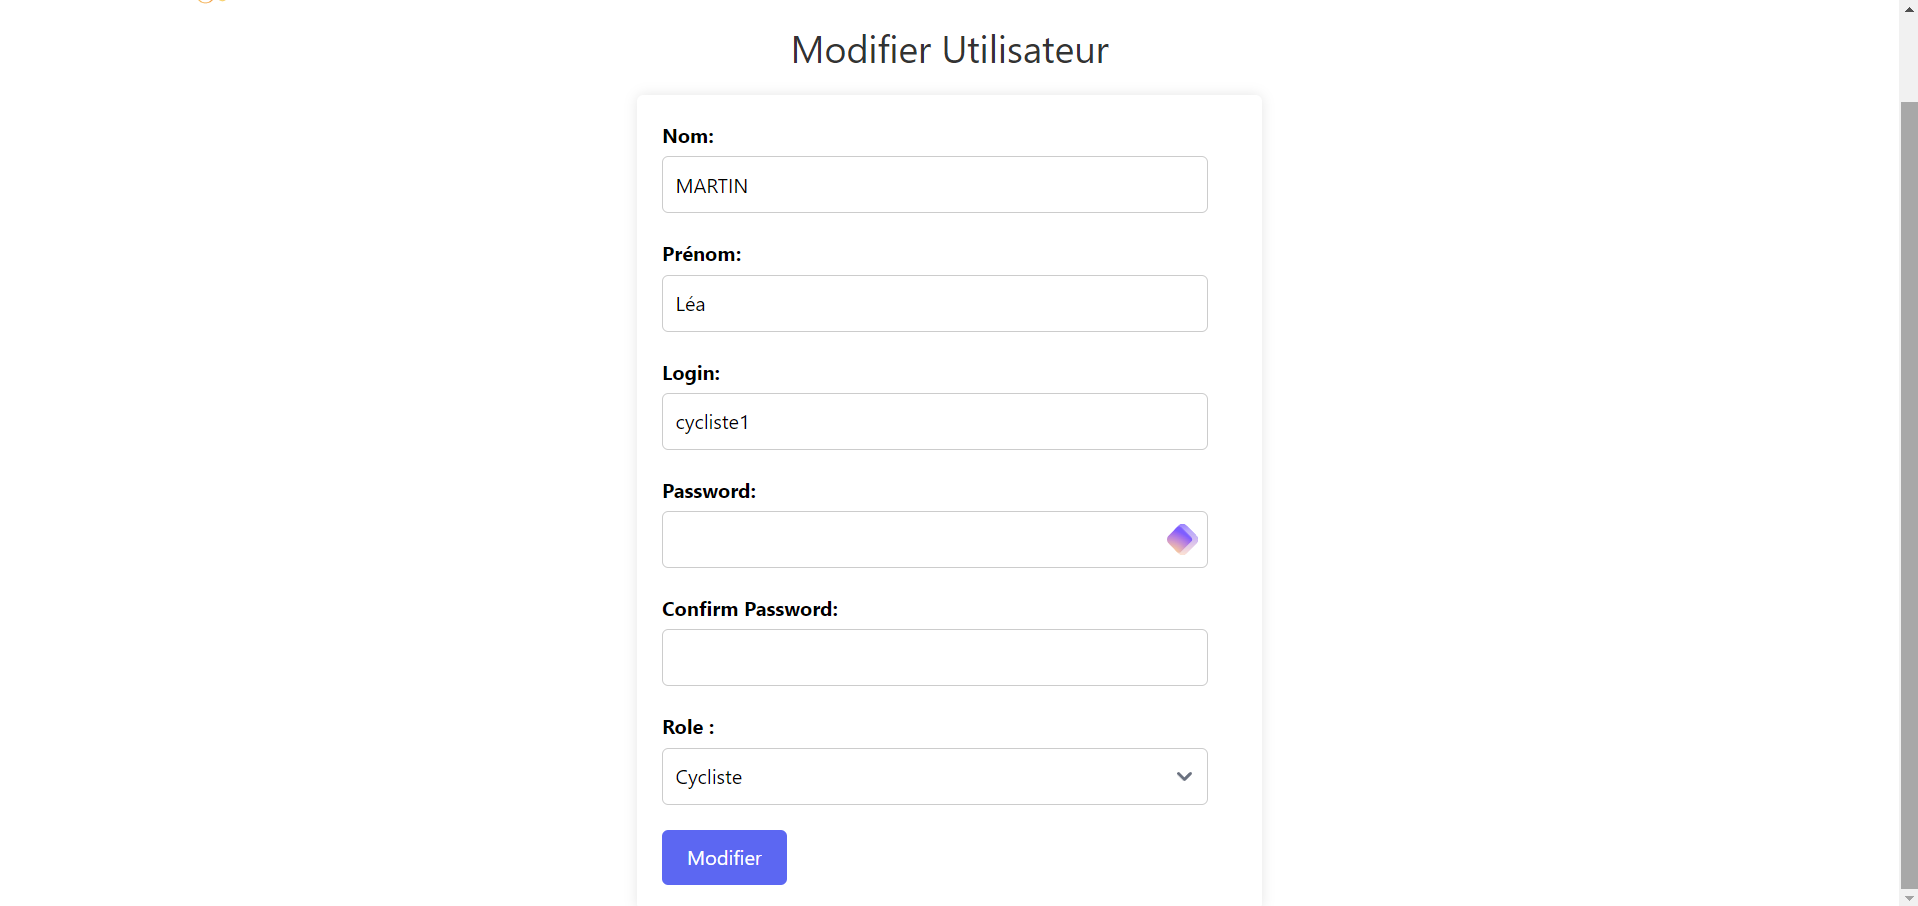 Modifier Utilisateur
Nom:
MARTIN
Prénom:
Léa
Login:
cycliste1
Password:
Confirm Password:
Role :
Cycliste
Modifier